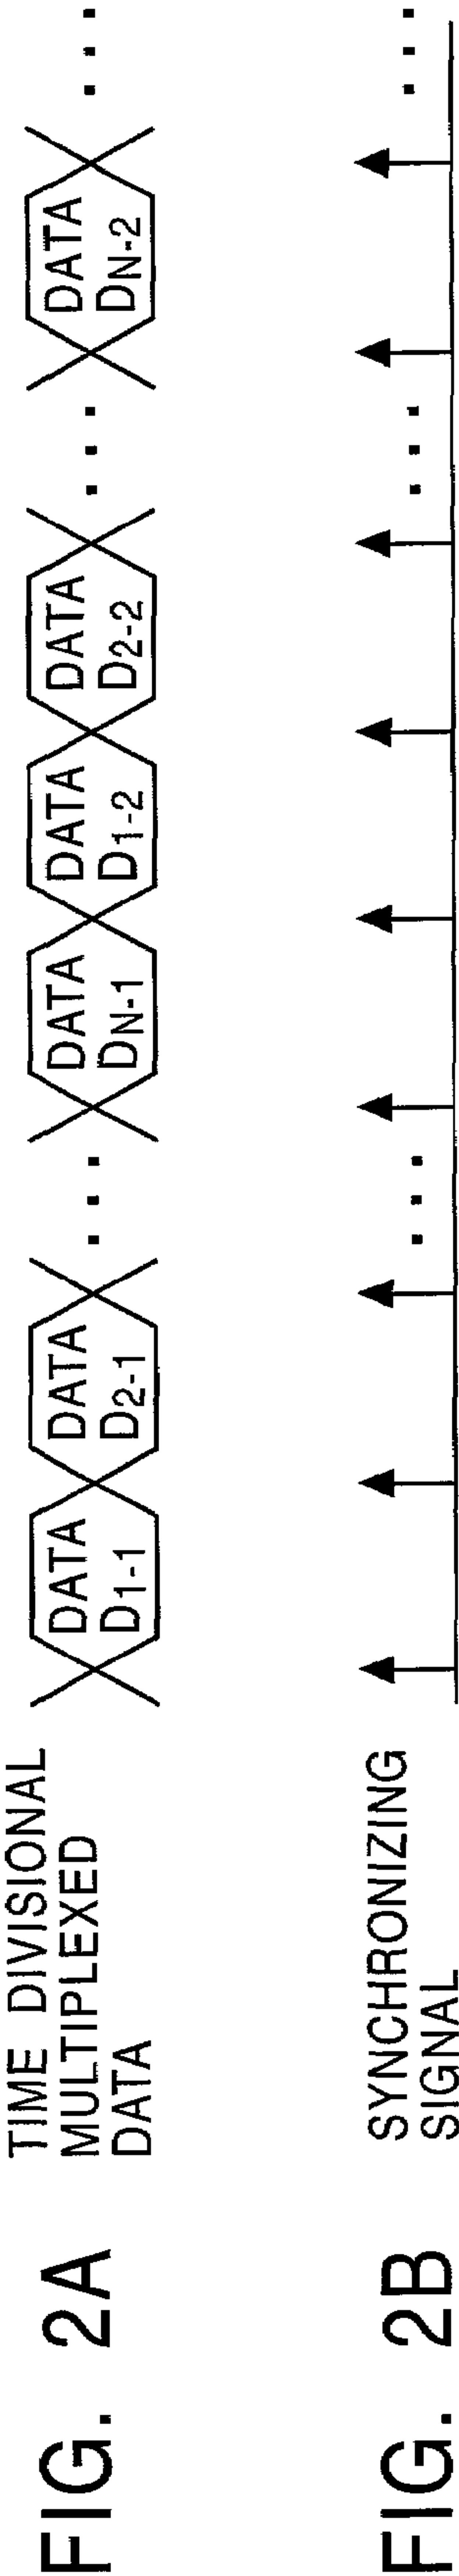 FIG. 2A
TIME DIVISIONAL
MULTIPLEXED
DATA
DATA
D1-1
DATA
D2-1
...
DATA
DN-1
DATA
D1-2
DATA
D2-2
...
DATA
DN-2
...
FIG. 2B
SYNCHRONIZING
SIGNAL
...
...
...